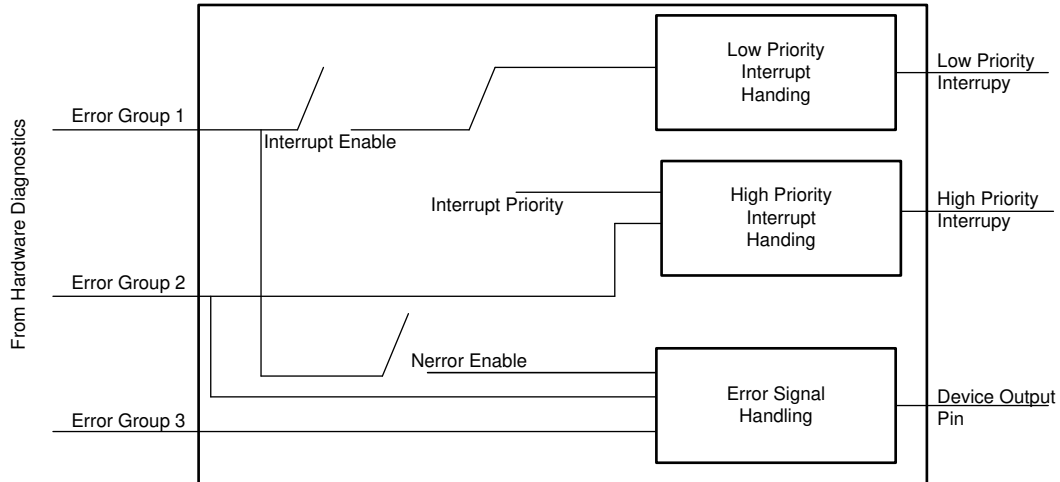 From Hardware Diagnostics
Error Group 1
Interrupt Enable
Low Priority
Interrupt
Handing
Low Priority
Interrupy
Interrupt Priority
High Priority
Interrupt
Handing
High Priority
Interrupy
Error Group 2
Nerror Enable
Error Group 3
Error Signal
Handling
Device Output
Pin